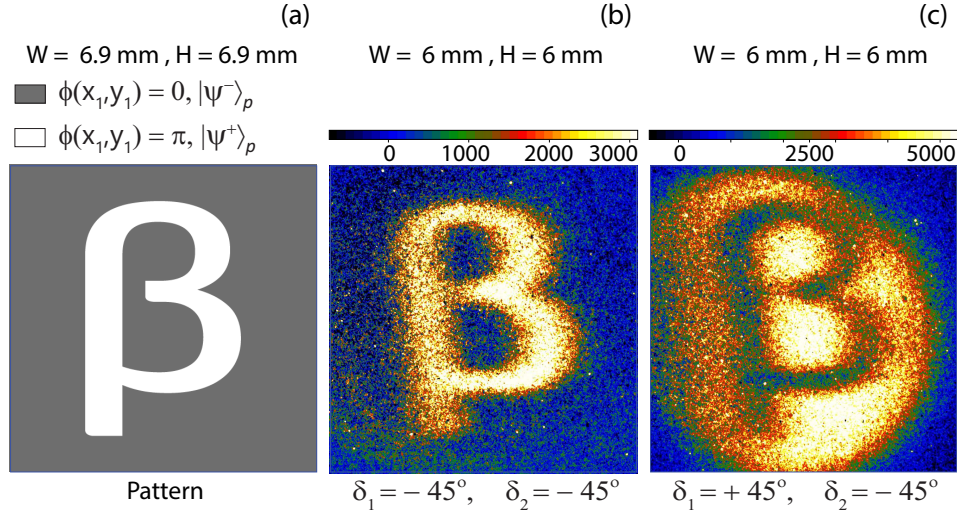 (a)
(b)
(c)
W = 6.9 mm , H = 6.9 mm
W = 6 mm , H = 6 mm
W = 6 mm , H = 6 mm
ϕ(x₁,y₁) = 0, |ψ⁻⟩ₚ
ϕ(x₁,y₁) = π, |ψ⁺⟩ₚ
0 1000 2000 3000
0 2500 5000
β
Pattern
δ₁ = − 45°, δ₂ = − 45°
δ₁ = + 45°, δ₂ = − 45°